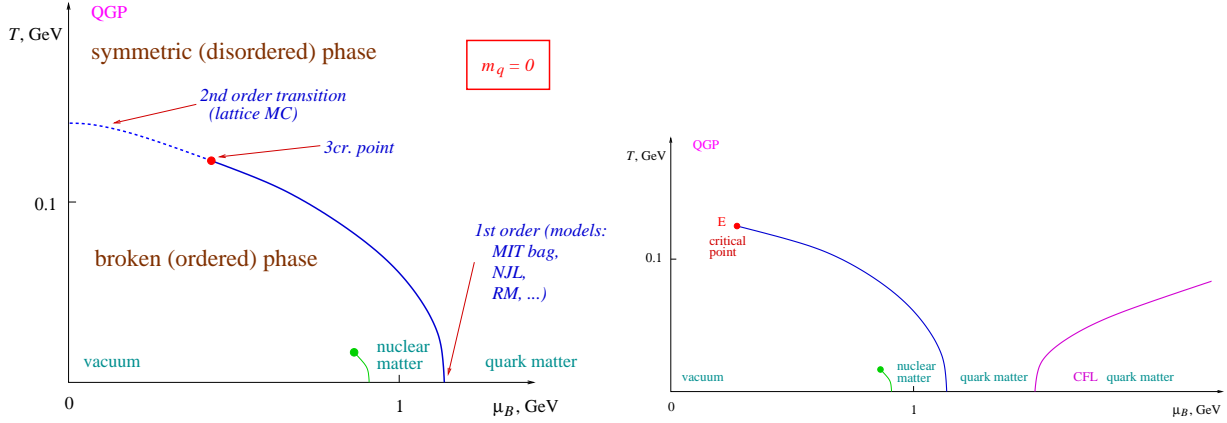 QGP
T, GeV
symmetric (disordered) phase
m_q = 0
2nd order transition
(lattice MC)
3cr. point
0.1
1st order (models:
MIT bag,
NJL,
RM, ...)
broken (ordered) phase
vacuum
nuclear
matter
quark matter
0
1
μ_B, GeV
QGP
T, GeV
E
critical
point
0.1
vacuum
nuclear
matter
quark matter
CFL quark matter
0
1
μ_B, GeV